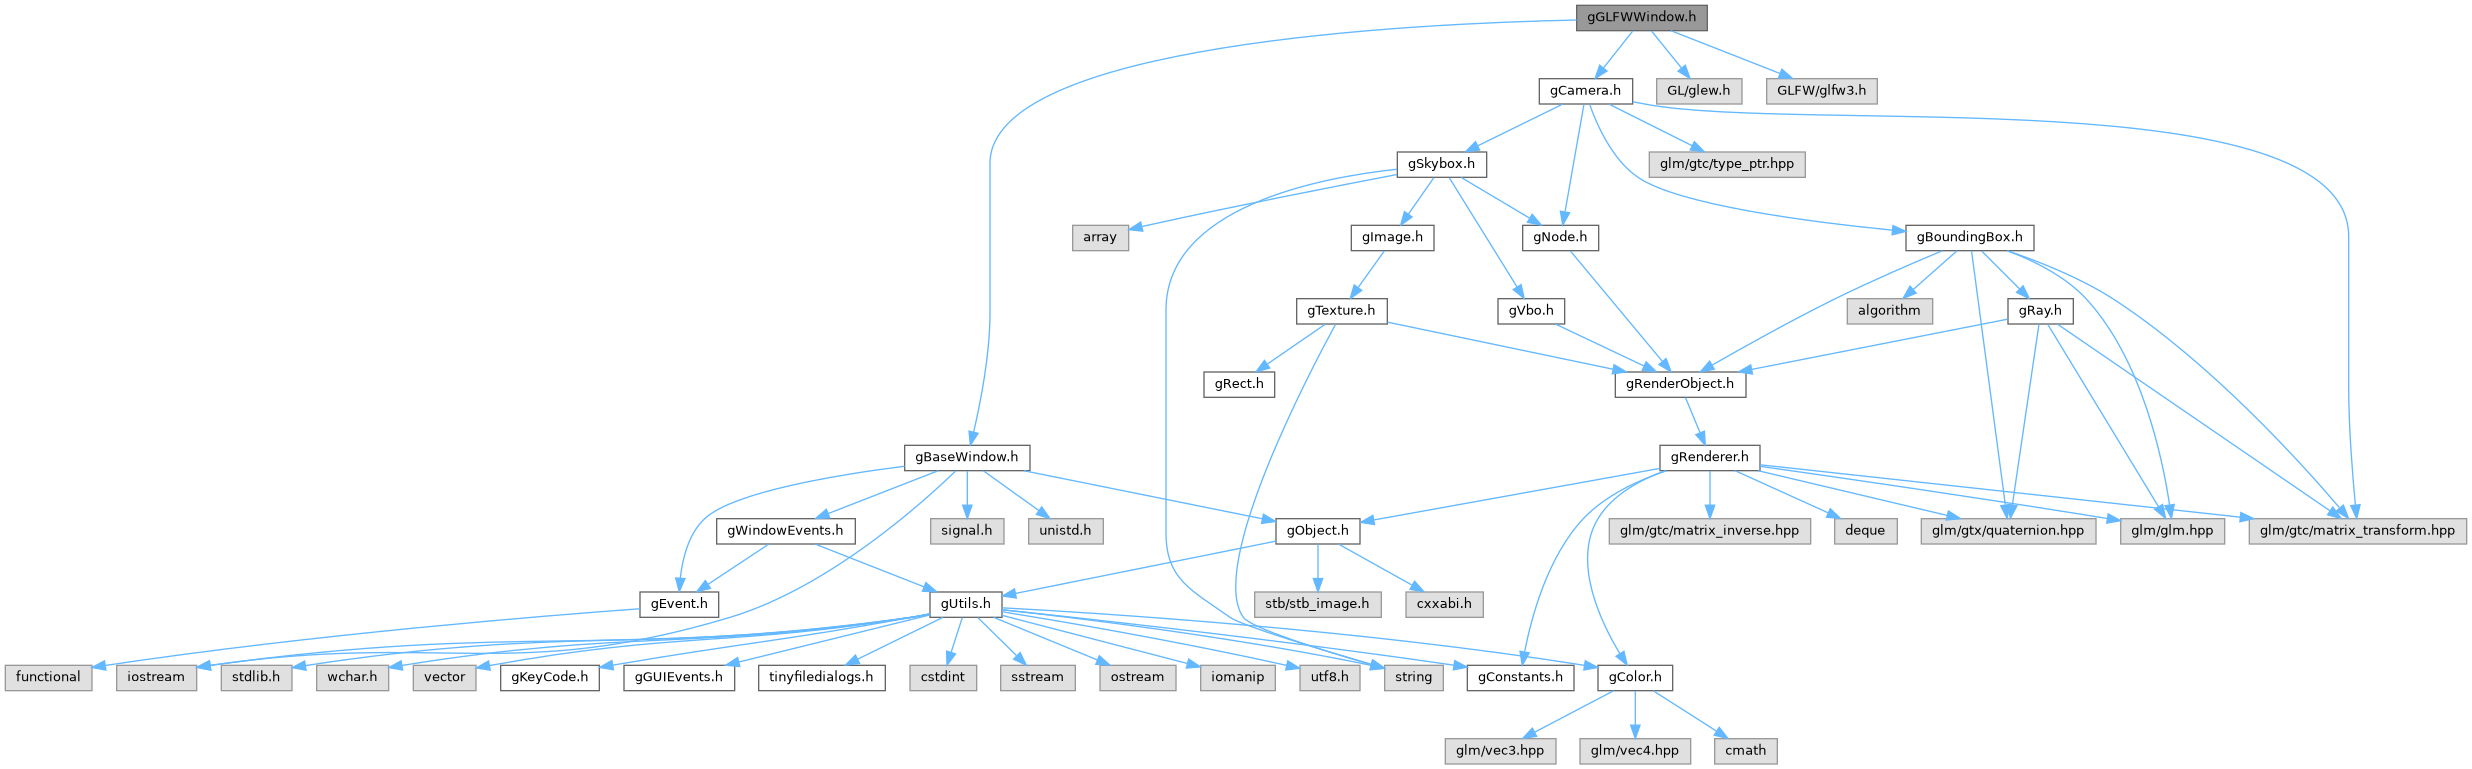 gGLFWWindow.h
gCamera.h
GL/glew.h
GLFW/glfw3.h
gSkybox.h
glm/gtc/type_ptr.hpp
array
gImage.h
gNode.h
gBoundingBox.h
gTexture.h
gVbo.h
algorithm
gRay.h
gRect.h
gRenderObject.h
gBaseWindow.h
gRenderer.h
gWindowEvents.h
signal.h
unistd.h
gObject.h
glm/gtc/matrix_inverse.hpp
deque
glm/gtx/quaternion.hpp
glm/glm.hpp
glm/gtc/matrix_transform.hpp
gEvent.h
gUtils.h
stb/stb_image.h
cxxabi.h
functional
iostream
stdlib.h
wchar.h
vector
gKeyCode.h
gGUIEvents.h
tinyfiledialogs.h
cstdint
sstream
ostream
iomanip
utf8.h
string
gConstants.h
gColor.h
glm/vec3.hpp
glm/vec4.hpp
cmath